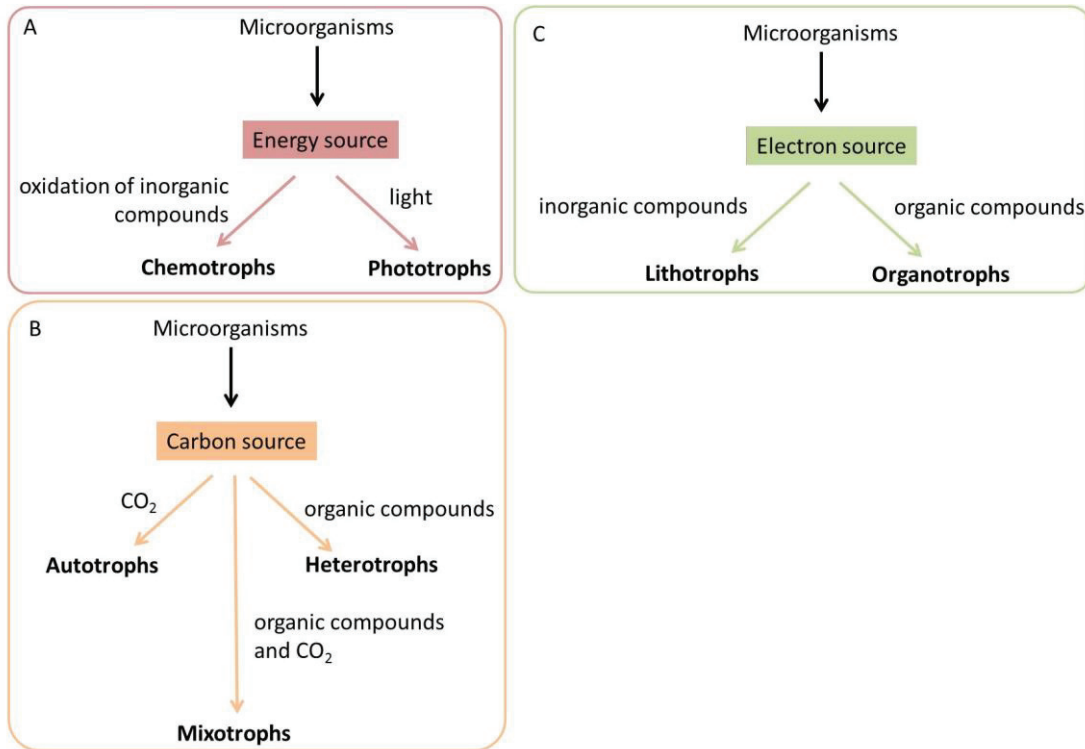 A
Microorganisms
Energy source
oxidation of inorganic
compounds
light
Chemotrophs
Phototrophs
B
Microorganisms
Carbon source
CO₂
organic compounds
Autotrophs
Heterotrophs
organic compounds
and CO₂
Mixotrophs
C
Microorganisms
Electron source
inorganic compounds
organic compounds
Lithotrophs
Organotrophs